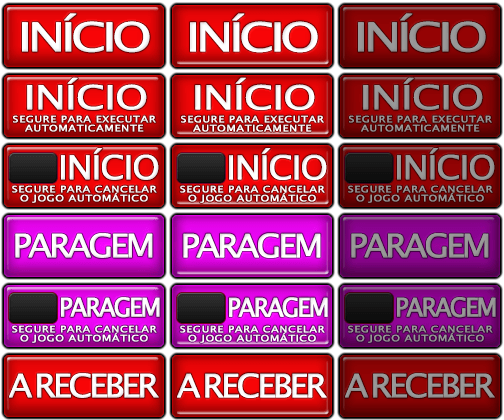 INÍCIO INÍCIO INÍCIO
INÍCIO INÍCIO INÍCIO
SEGURE PARA EXECUTAR SEGURE PARA EXECUTAR SEGURE PARA EXECUTAR
AUTOMATICAMENTE AUTOMATICAMENTE AUTOMATICAMENTE
INÍCIO INÍCIO INÍCIO
SEGURE PARA CANCELAR SEGURE PARA CANCELAR SEGURE PARA CANCELAR
O JOGO AUTOMÁTICO O JOGO AUTOMÁTICO O JOGO AUTOMÁTICO
PARAGEM PARAGEM PARAGEM
PARAGEM PARAGEM PARAGEM
SEGURE PARA CANCELAR SEGURE PARA CANCELAR SEGURE PARA CANCELAR
O JOGO AUTOMÁTICO O JOGO AUTOMÁTICO O JOGO AUTOMÁTICO
A RECEBER A RECEBER A RECEBER